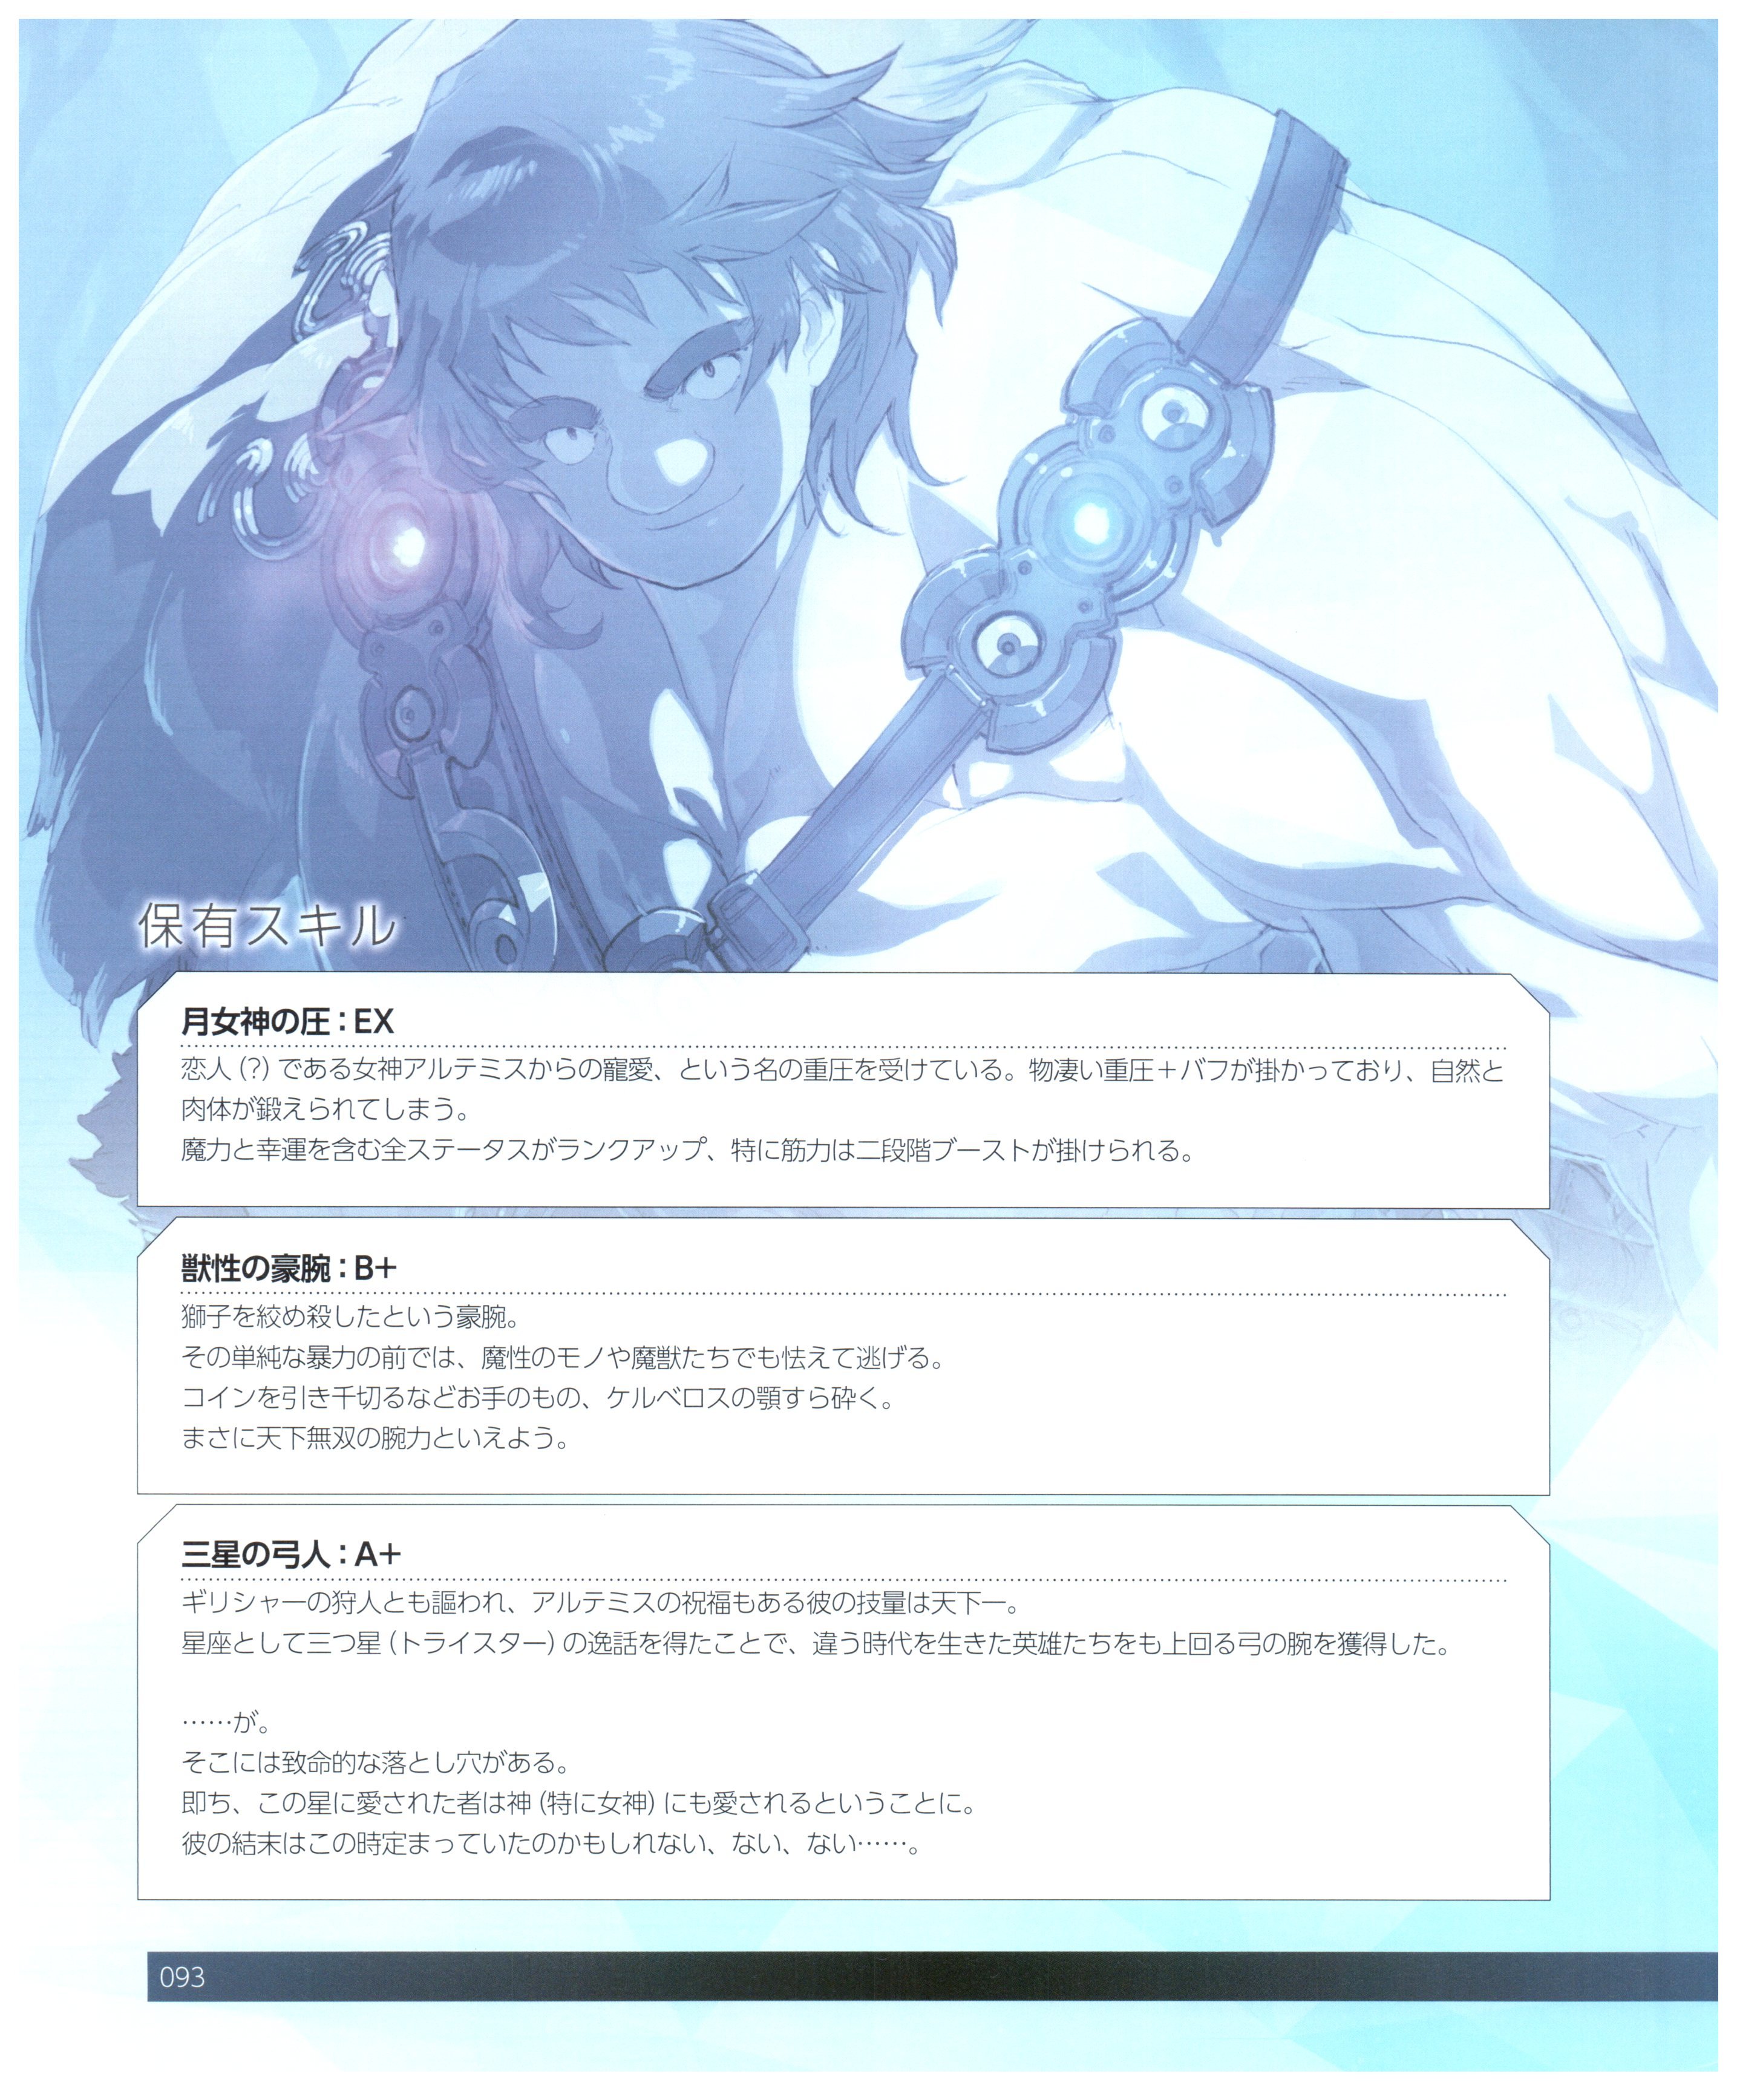 保有スキル
月女神の圧：EX
恋人（？）である女神アルテミスからの寵愛、という名の重圧を受けている。物凄い重圧＋バフが掛かっており、自然と
肉体が鍛えられてしまう。
魔力と幸運を含む全ステータスがランクアップ、特に筋力は二段階ブーストが掛けられる。
獣性の豪腕：B+
獅子を絞め殺したという豪腕。
その単純な暴力の前では、魔性のモノや魔獣たちでも怯えて逃げる。
コインを引き千切るなどお手のもの、ケルベロスの顎すら砕く。
まさに天下無双の腕力といえよう。
三星の弓人：A+
ギリシャ一の狩人とも謳われ、アルテミスの祝福もある彼の技量は天下一。
星座として三つ星（トライスター）の逸話を得たことで、違う時代を生きた英雄たちをも上回る弓の腕を獲得した。
……が。
そこには致命的な落とし穴がある。
即ち、この星に愛された者は神（特に女神）にも愛されるということに。
彼の結末はこの時定まっていたのかもしれない、ない、ない……。
093